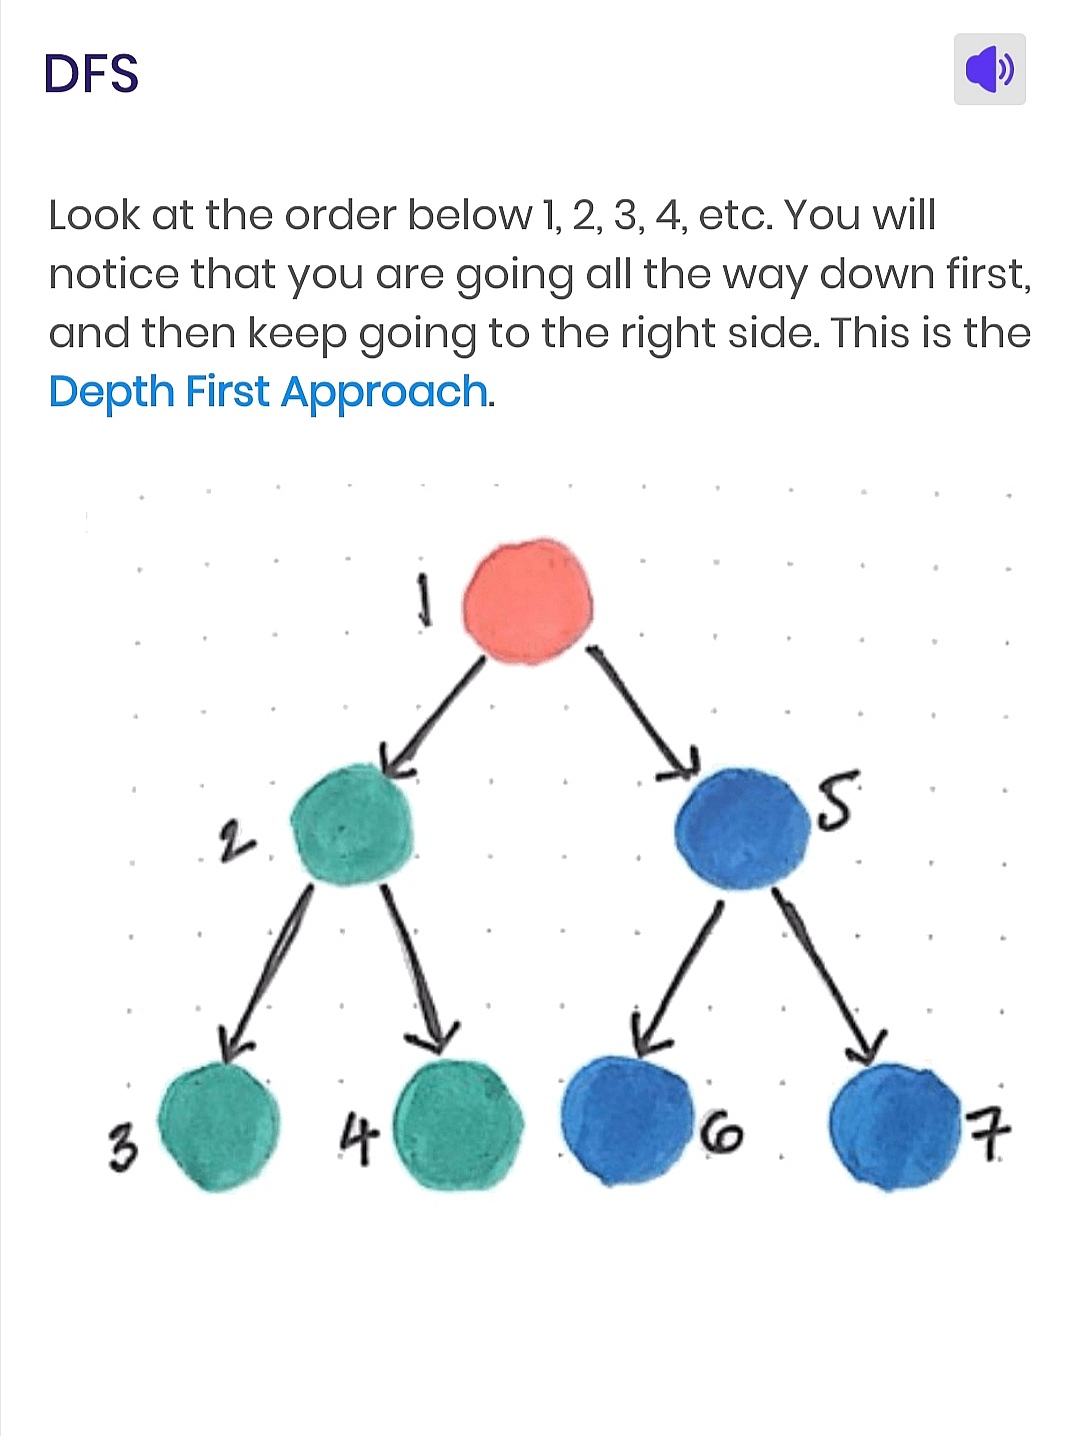 DFS
Look at the order below 1, 2, 3, 4, etc. You will
notice that you are going all the way down first,
and then keep going to the right side. This is the
Depth First Approach.
1
2
5
3
4
6
7